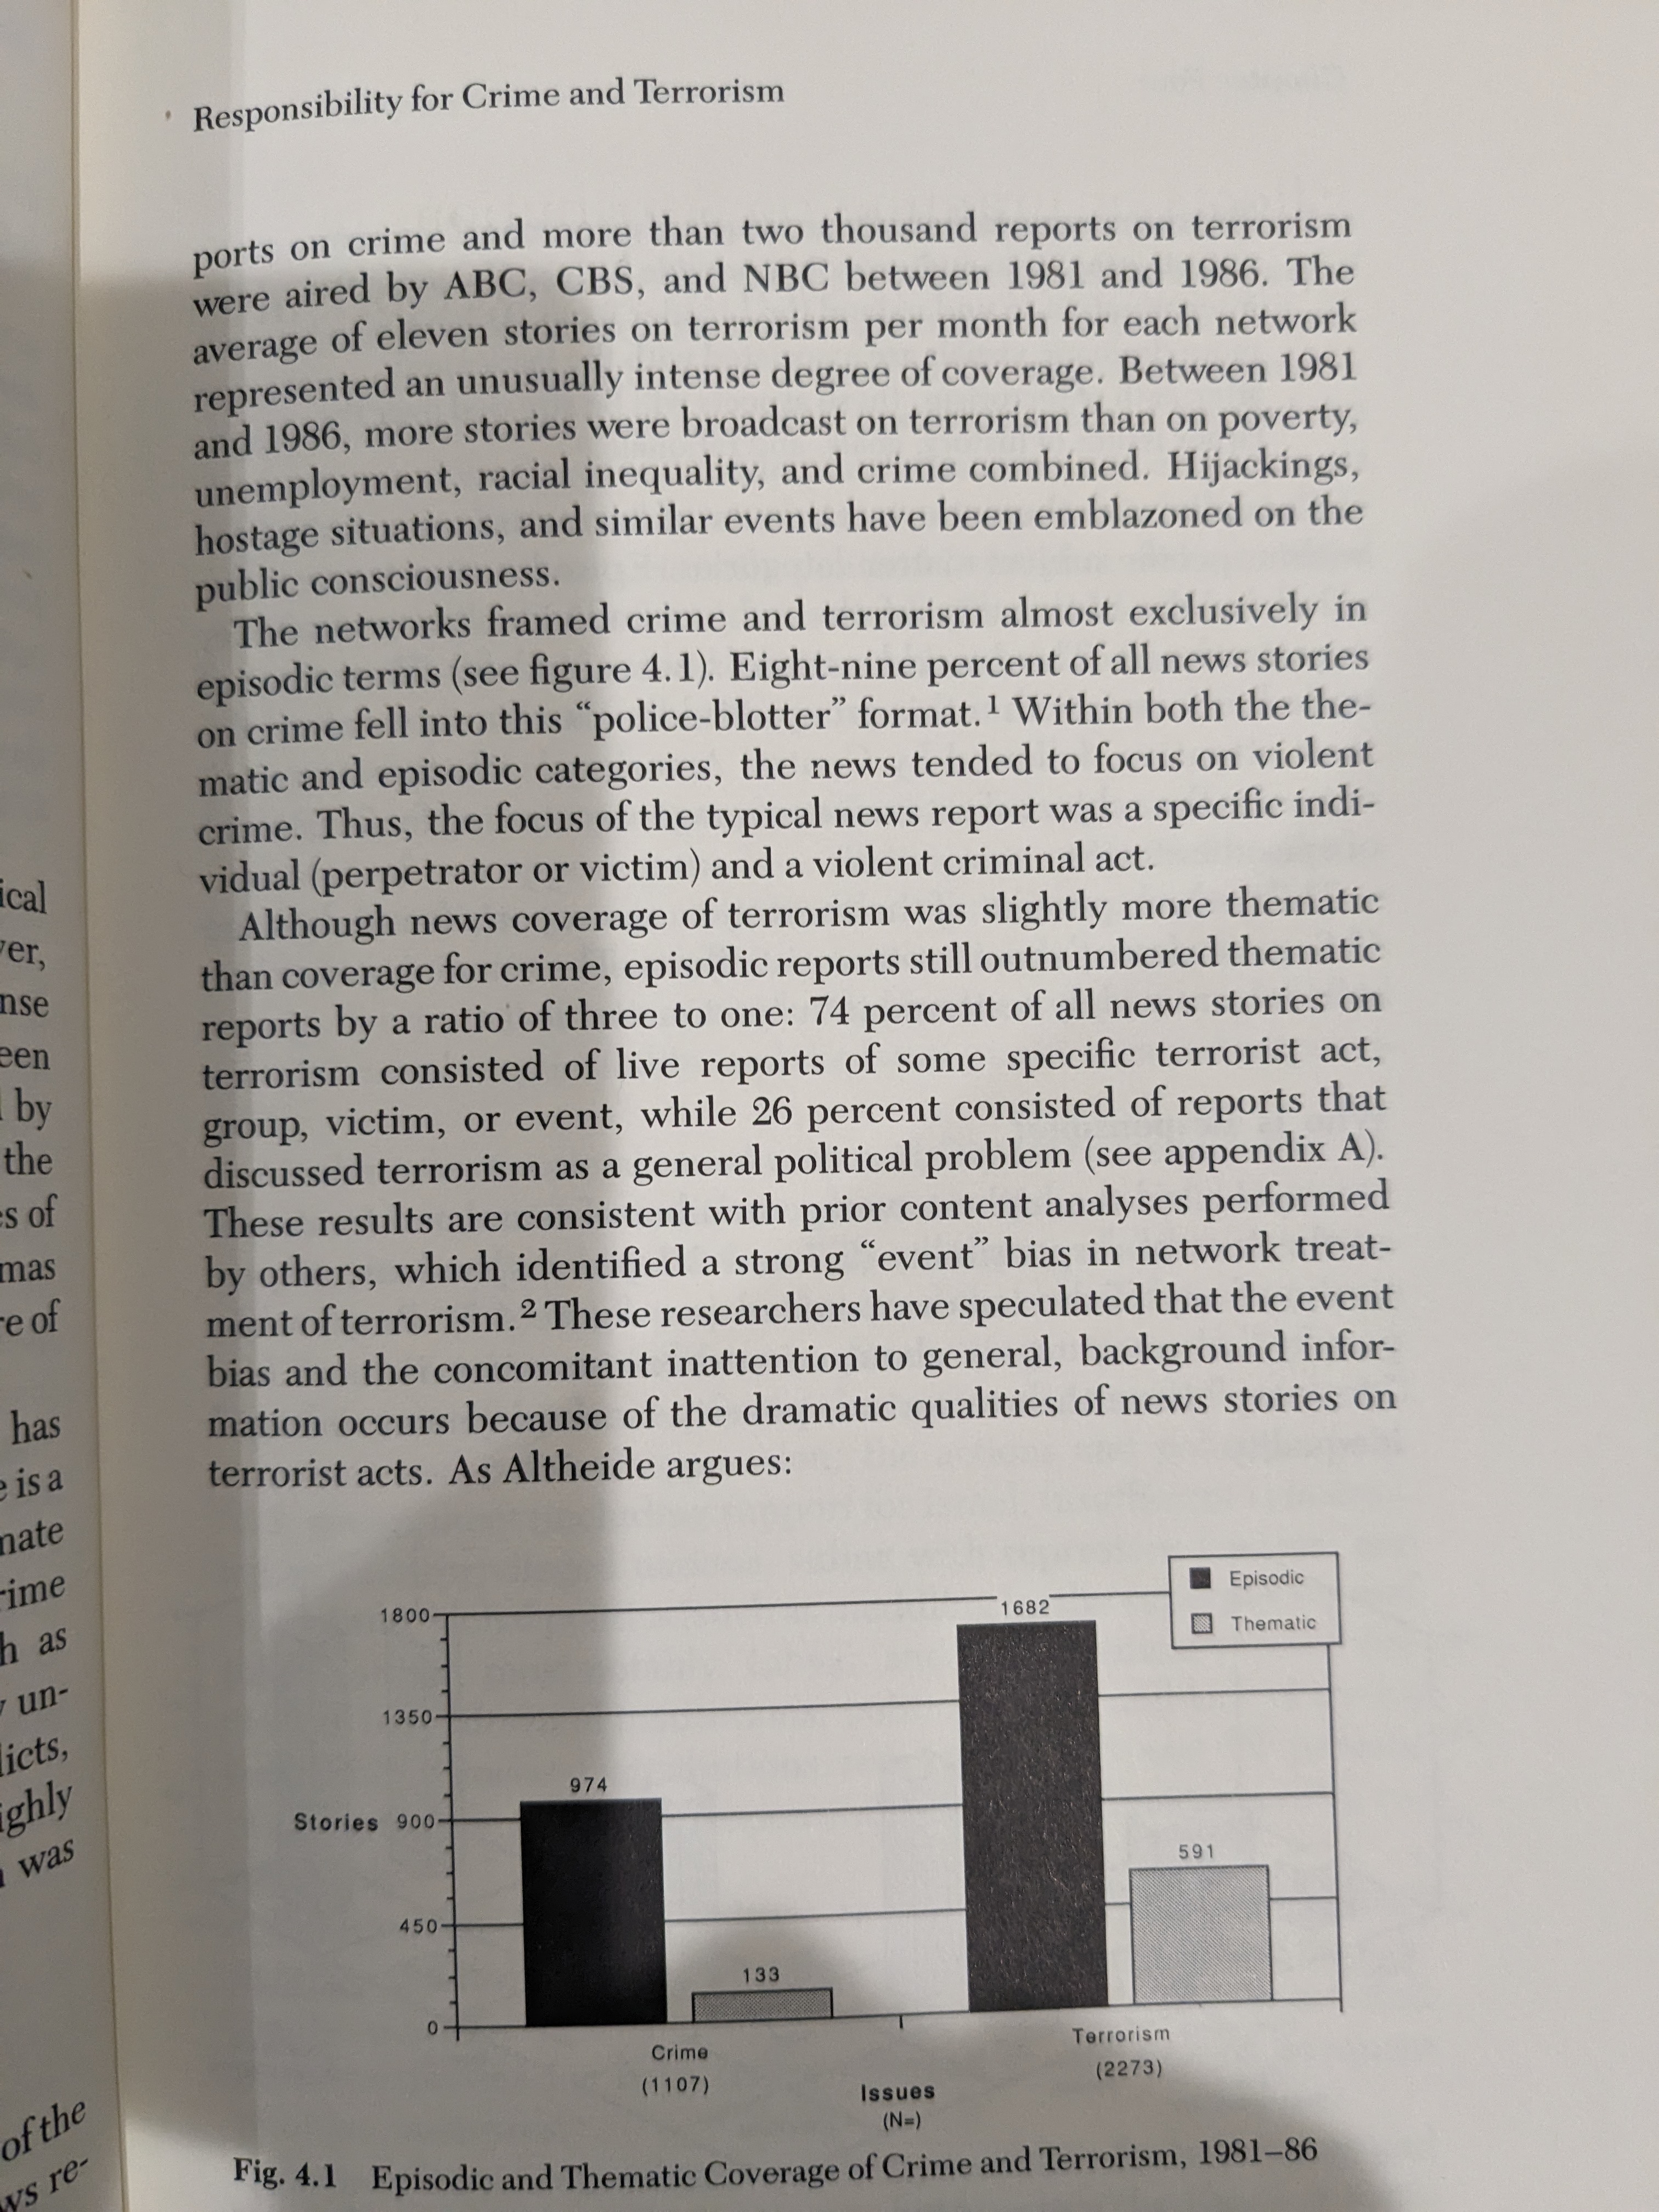 Responsibility for Crime and Terrorism
ports on crime and more than two thousand reports on terrorism
were aired by ABC, CBS, and NBC between 1981 and 1986. The
average of eleven stories on terrorism per month for each network
represented an unusually intense degree of coverage. Between 1981
and 1986, more stories were broadcast on terrorism than on poverty,
unemployment, racial inequality, and crime combined. Hijackings,
hostage situations, and similar events have been emblazoned on the
public consciousness.
The networks framed crime and terrorism almost exclusively in
episodic terms (see figure 4.1). Eight-nine percent of all news stories
on crime fell into this “police-blotter” format.¹ Within both the the-
matic and episodic categories, the news tended to focus on violent
crime. Thus, the focus of the typical news report was a specific indi-
vidual (perpetrator or victim) and a violent criminal act.
Although news coverage of terrorism was slightly more thematic
than coverage for crime, episodic reports still outnumbered thematic
reports by a ratio of three to one: 74 percent of all news stories on
terrorism consisted of live reports of some specific terrorist act,
group, victim, or event, while 26 percent consisted of reports that
discussed terrorism as a general political problem (see appendix A).
These results are consistent with prior content analyses performed
by others, which identified a strong “event” bias in network treat-
ment of terrorism.² These researchers have speculated that the event
bias and the concomitant inattention to general, background infor-
mation occurs because of the dramatic qualities of news stories on
terrorist acts. As Altheide argues:
Episodic
Thematic
1800
1682
1350
974
Stories 900
591
450
133
0
Crime
(1107)
Terrorism
(2273)
Issues
(N=)
Fig. 4.1 Episodic and Thematic Coverage of Crime and Terrorism, 1981–86
ical
ver,
nse
een
by
the
s of
mas
e of
has
is a
nate
rime
h as
un-
licts,
ighly
was
of the
ws re-